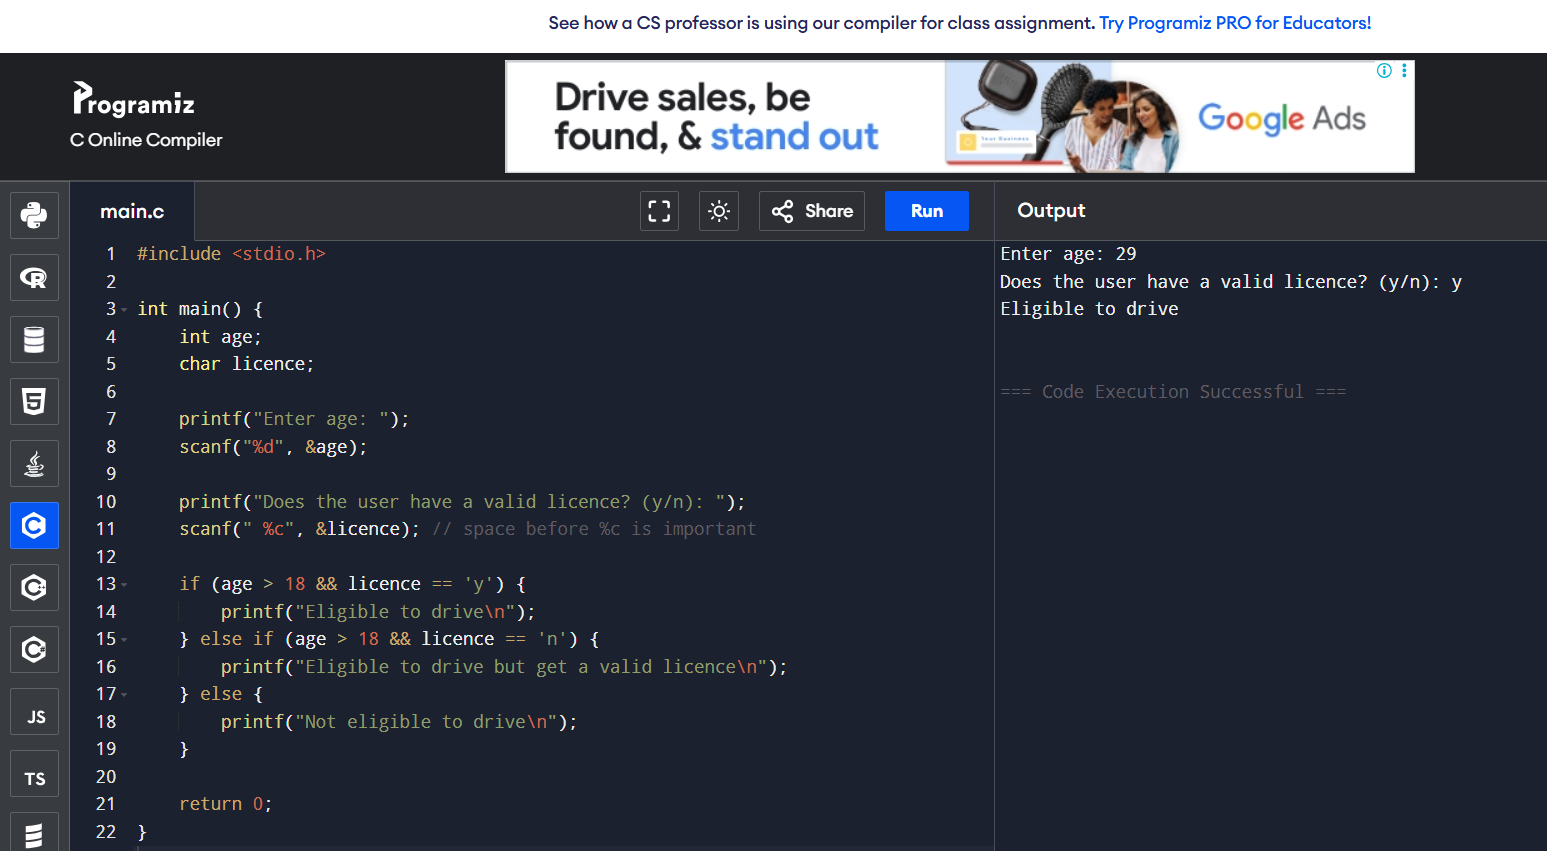 See how a CS professor is using our compiler for class assignment. Try Programiz PRO for Educators!
Programiz
C Online Compiler
Drive sales, be
found, & stand out
Your Business
Google Ads
main.c
Share
Run
Output
1 #include <stdio.h>
2
3 int main() {
4     int age;
5     char licence;
6
7     printf("Enter age: ");
8     scanf("%d", &age);
9
10     printf("Does the user have a valid licence? (y/n): ");
11     scanf(" %c", &licence); // space before %c is important
12
13     if (age > 18 && licence == 'y') {
14         printf("Eligible to drive\n");
15     } else if (age > 18 && licence == 'n') {
16         printf("Eligible to drive but get a valid licence\n");
17     } else {
18         printf("Not eligible to drive\n");
19     }
20
21     return 0;
22 }
Enter age: 29
Does the user have a valid licence? (y/n): y
Eligible to drive
=== Code Execution Successful ===
R
5
C
C
C
JS
TS